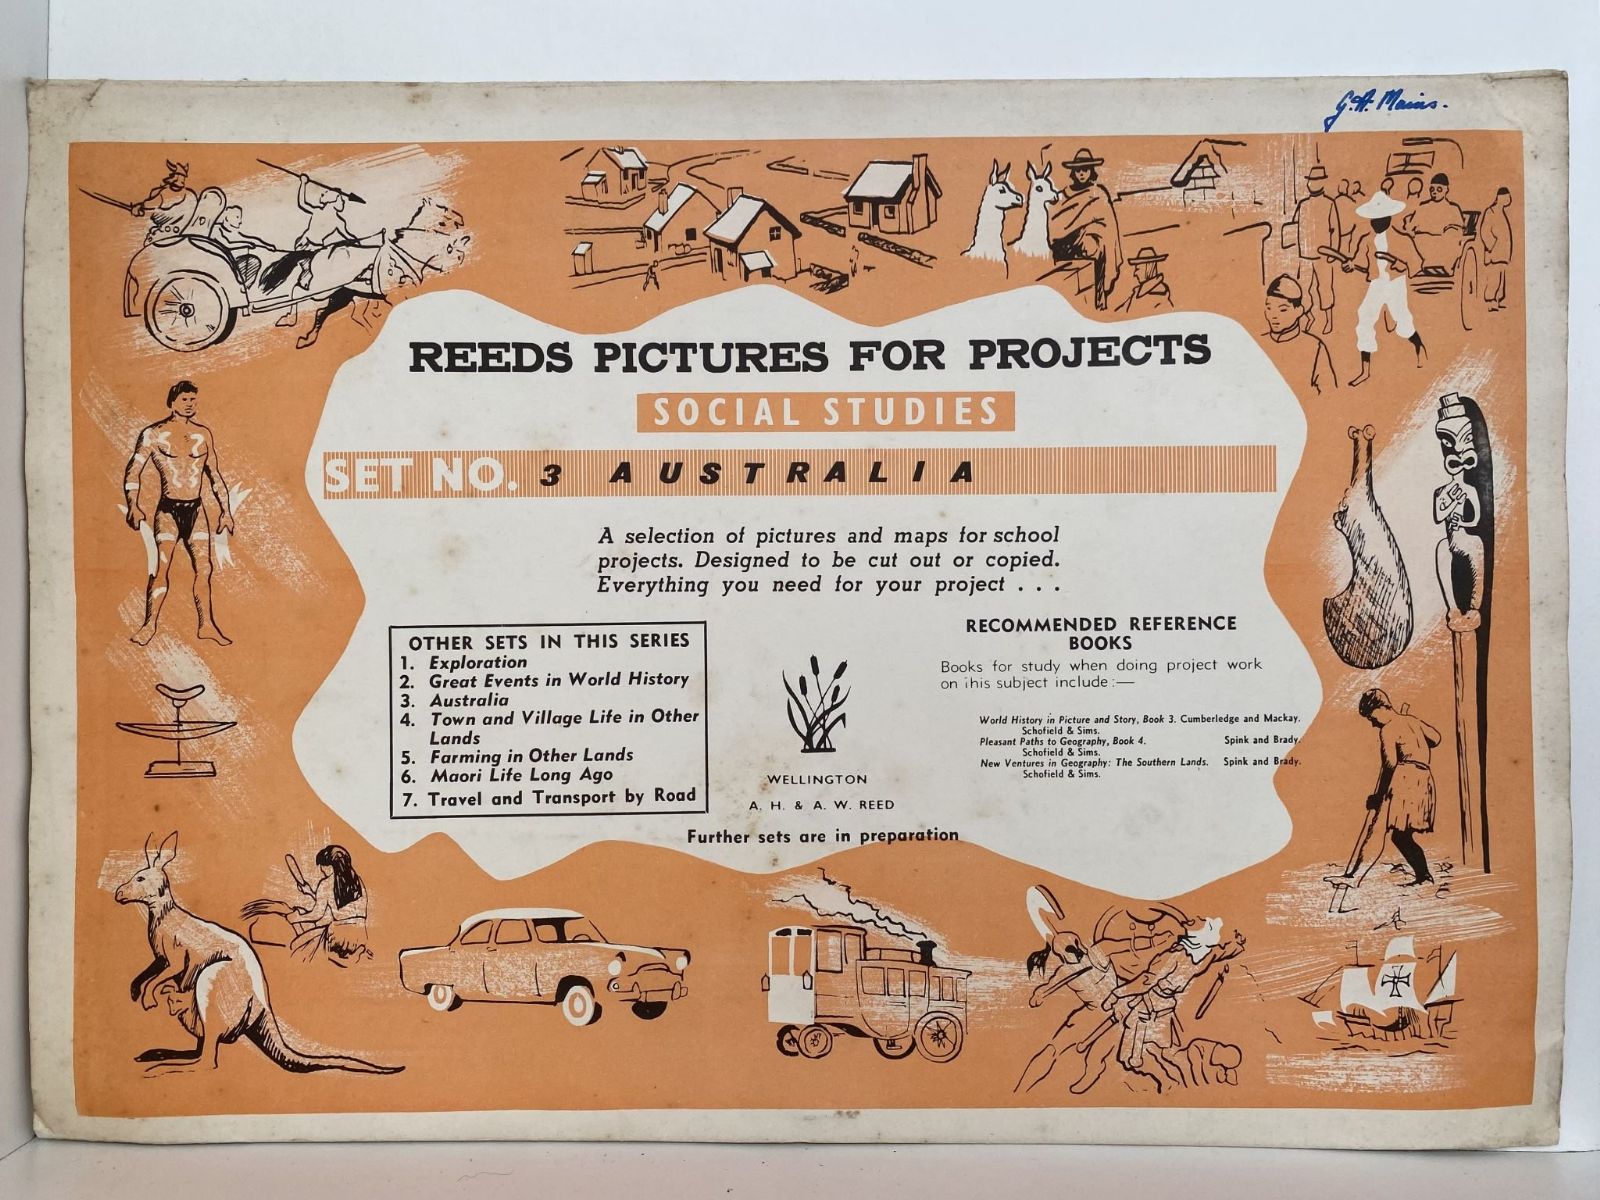 G.A. Mains.
REEDS PICTURES FOR PROJECTS
SOCIAL STUDIES
SET NO. 3 AUSTRALIA
A selection of pictures and maps for school
projects. Designed to be cut out or copied.
Everything you need for your project . . .
OTHER SETS IN THIS SERIES
1. Exploration
2. Great Events in World History
3. Australia
4. Town and Village Life in Other
Lands
5. Farming in Other Lands
6. Maori Life Long Ago
7. Travel and Transport by Road
WELLINGTON
A. H. & A. W. REED
RECOMMENDED REFERENCE
BOOKS
Books for study when doing project work
on this subject include :—
World History in Picture and Story, Book 3. Cumberledge and Mackay.
Schofield & Sims.
Pleasant Paths to Geography, Book 4. Spink and Brady.
Schofield & Sims.
New Ventures in Geography: The Southern Lands. Spink and Brady.
Schofield & Sims.
Further sets are in preparation